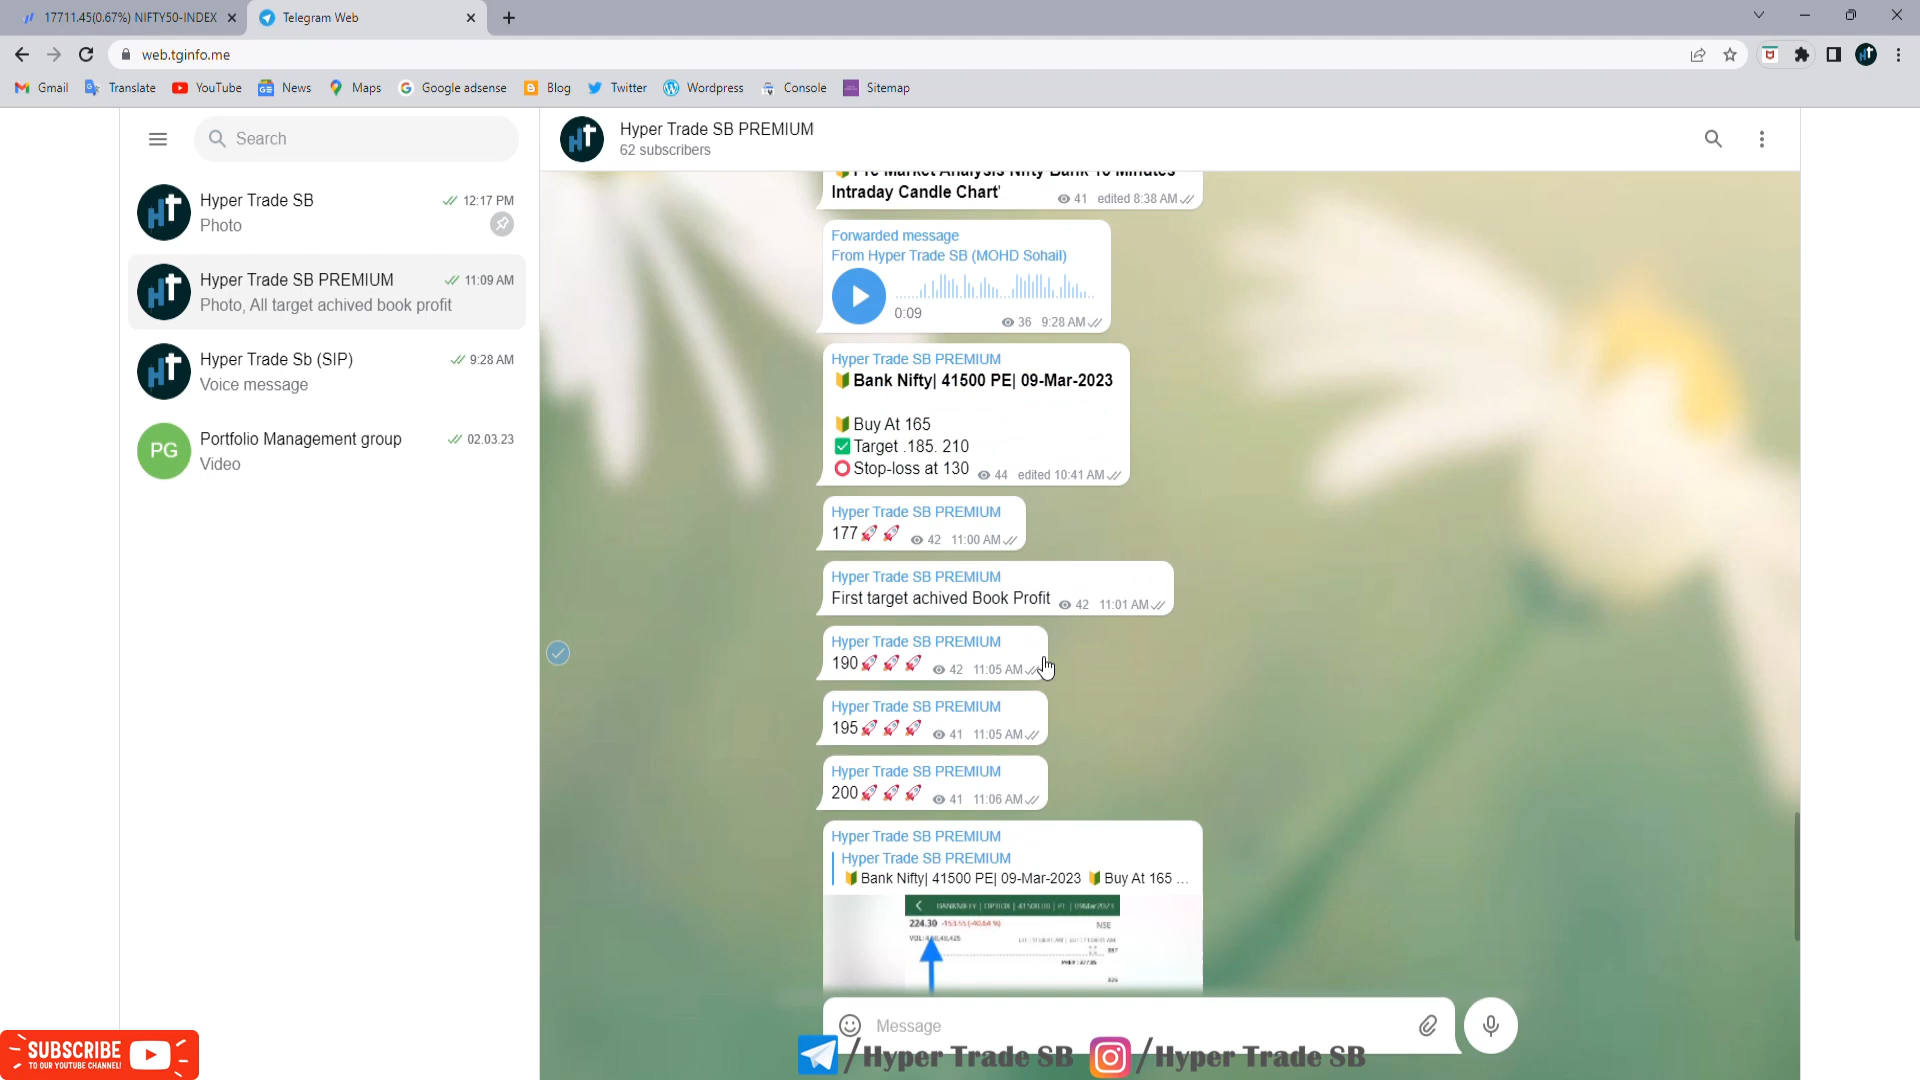 17711.45(0.67%) NIFTY50-INDEX
Telegram Web
web.tginfo.me
Gmail
Translate
YouTube
News
Maps
Google adsense
Blog
Twitter
Wordpress
Console
Sitemap
Search
Hyper Trade SB
12:17 PM
Photo
Hyper Trade SB PREMIUM
11:09 AM
Photo, All target achived book profit
Hyper Trade Sb (SIP)
9:28 AM
Voice message
PG
Portfolio Management group
02.03.23
Video
Hyper Trade SB PREMIUM
62 subscribers
Pre Market Analysis Nifty Bank 10 Minutes
Intraday Candle Chart'
41 edited 8:38 AM
Forwarded message
From Hyper Trade SB (MOHD Sohail)
0:09
36 9:28 AM
Hyper Trade SB PREMIUM
🔰Bank Nifty| 41500 PE| 09-Mar-2023
🔰Buy At 165
✅Target .185. 210
⭕Stop-loss at 130
44 edited 10:41 AM
Hyper Trade SB PREMIUM
177🚀🚀 42 11:00 AM
Hyper Trade SB PREMIUM
First target achived Book Profit 42 11:01 AM
Hyper Trade SB PREMIUM
190🚀🚀🚀 42 11:05 AM
Hyper Trade SB PREMIUM
195🚀🚀🚀 41 11:05 AM
Hyper Trade SB PREMIUM
200🚀🚀🚀 41 11:06 AM
Hyper Trade SB PREMIUM
Hyper Trade SB PREMIUM
🔰Bank Nifty| 41500 PE| 09-Mar-2023 🔰Buy At 165 ...
224.30
NSE
Message
SUBSCRIBE
TO OUR YOUTUBE CHANNEL!
/Hyper Trade SB
/Hyper Trade SB